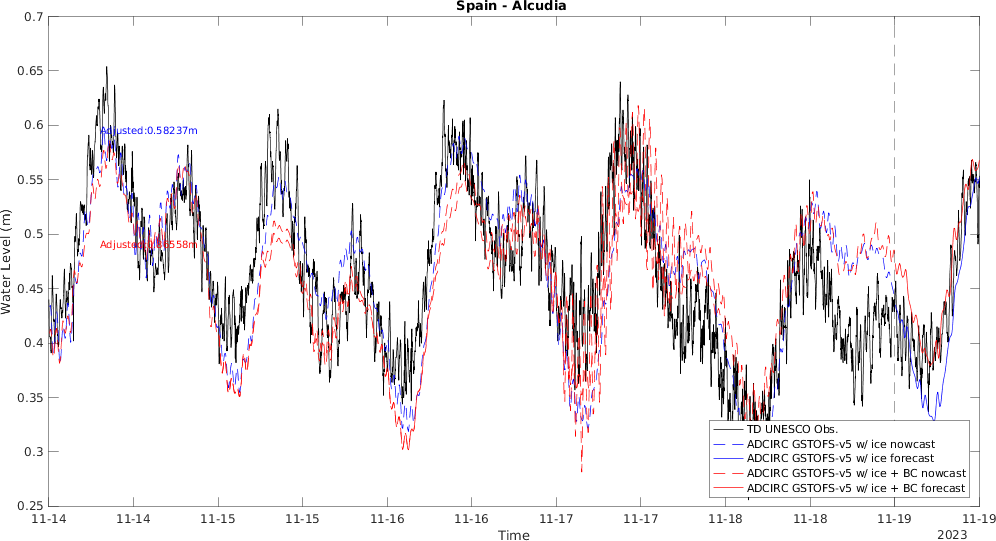 Spain - Alcudia
0.7
0.65
0.6
0.55
0.5
0.45
0.4
0.35
0.3
0.25
Water Level (m)
Adjusted:0.58237m
TD UNESCO Obs.
ADCIRC GSTOFS-v5 w/ ice nowcast
ADCIRC GSTOFS-v5 w/ ice forecast
ADCIRC GSTOFS-v5 w/ ice + BC nowcast
ADCIRC GSTOFS-v5 w/ ice + BC forecast
11-14 11-14 11-15 11-15 11-16 11-16 11-17 11-17 11-18 11-18 11-19 11-19
Time
2023